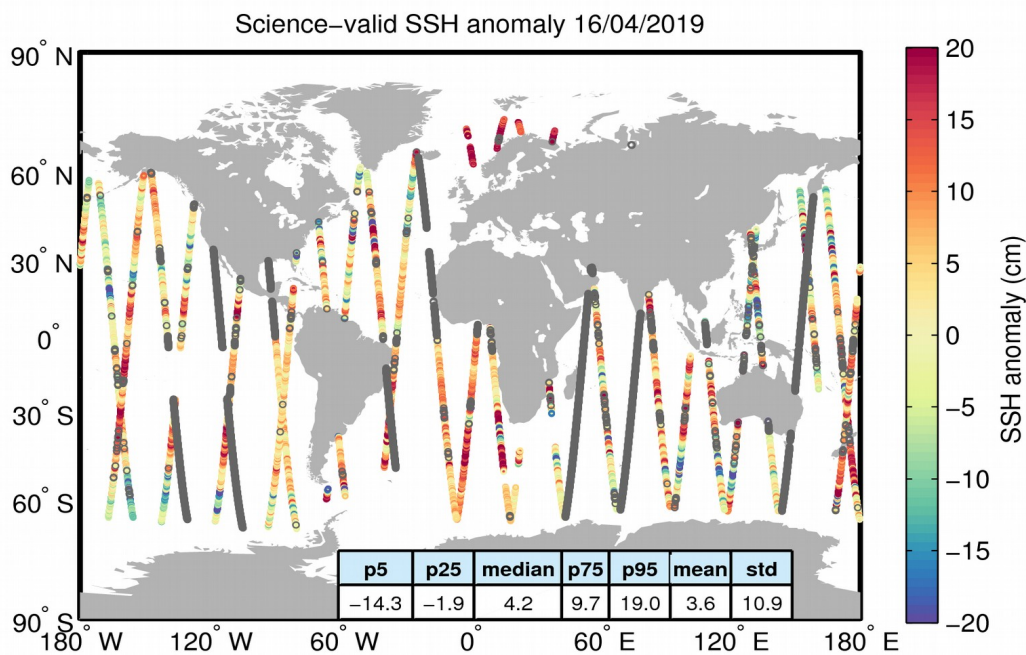 Science−valid SSH anomaly 16/04/2019
90° N
60° N
30° N
0°
30° S
60° S
90° S
180° W
120° W
60° W
0°
60° E
120° E
180° E
p5 p25 median p75 p95 mean std
−14.3 −1.9 4.2 9.7 19.0 3.6 10.9
20
15
10
5
0
−5
−10
−15
−20
SSH anomaly (cm)